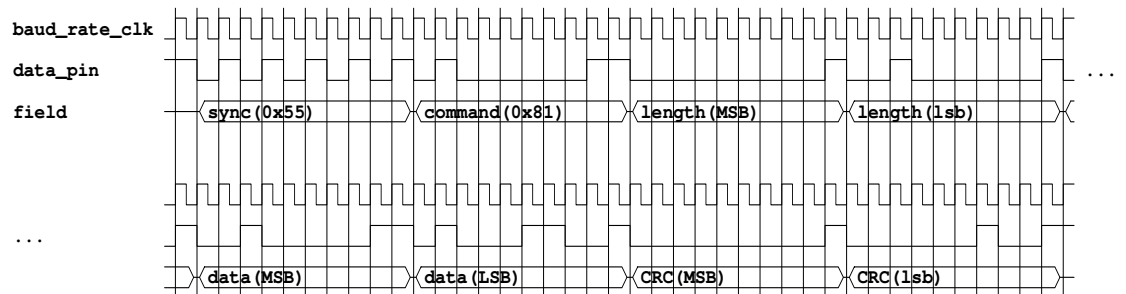 baud_rate_clk
data_pin ...
field sync(0x55) command(0x81) length(MSB) length(lsb)
...
data(MSB) data(LSB) CRC(MSB) CRC(lsb)